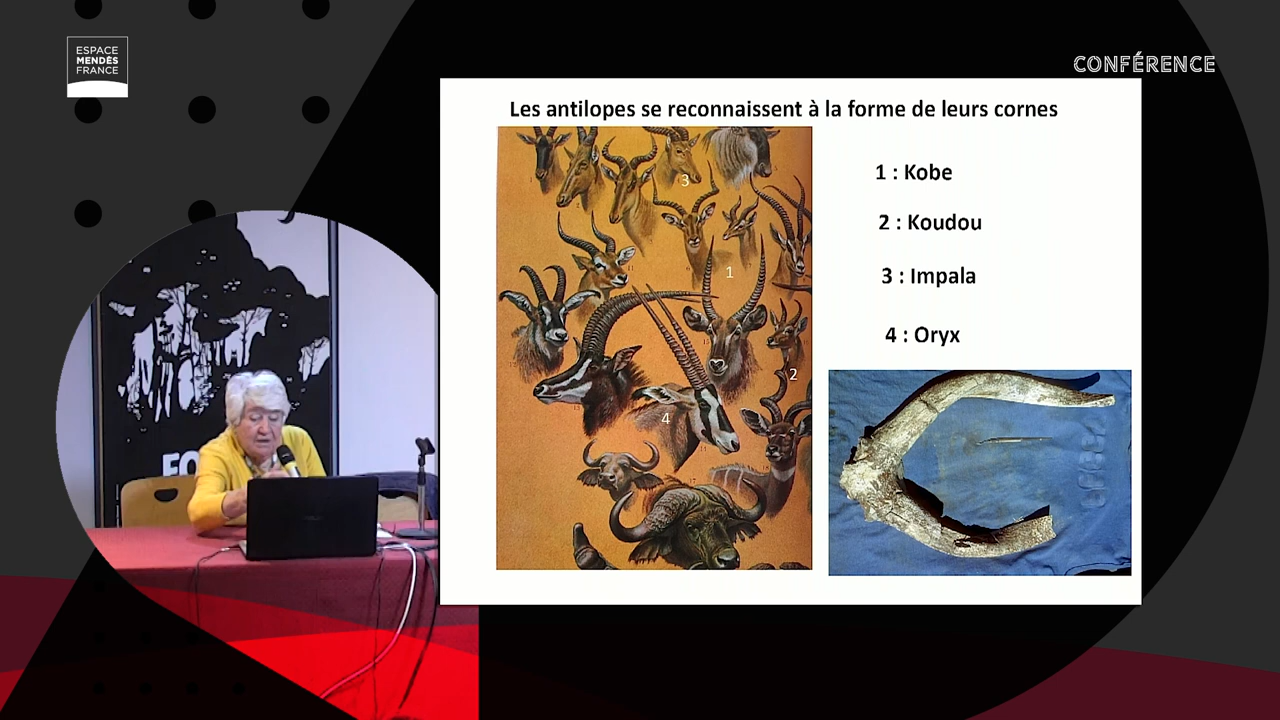 ESPACE
MENDÈS
FRANCE
CONFÉRENCE
Les antilopes se reconnaissent à la forme de leurs cornes
1 : Kobe
2 : Koudou
3 : Impala
4 : Oryx
3
1
2
4
FO